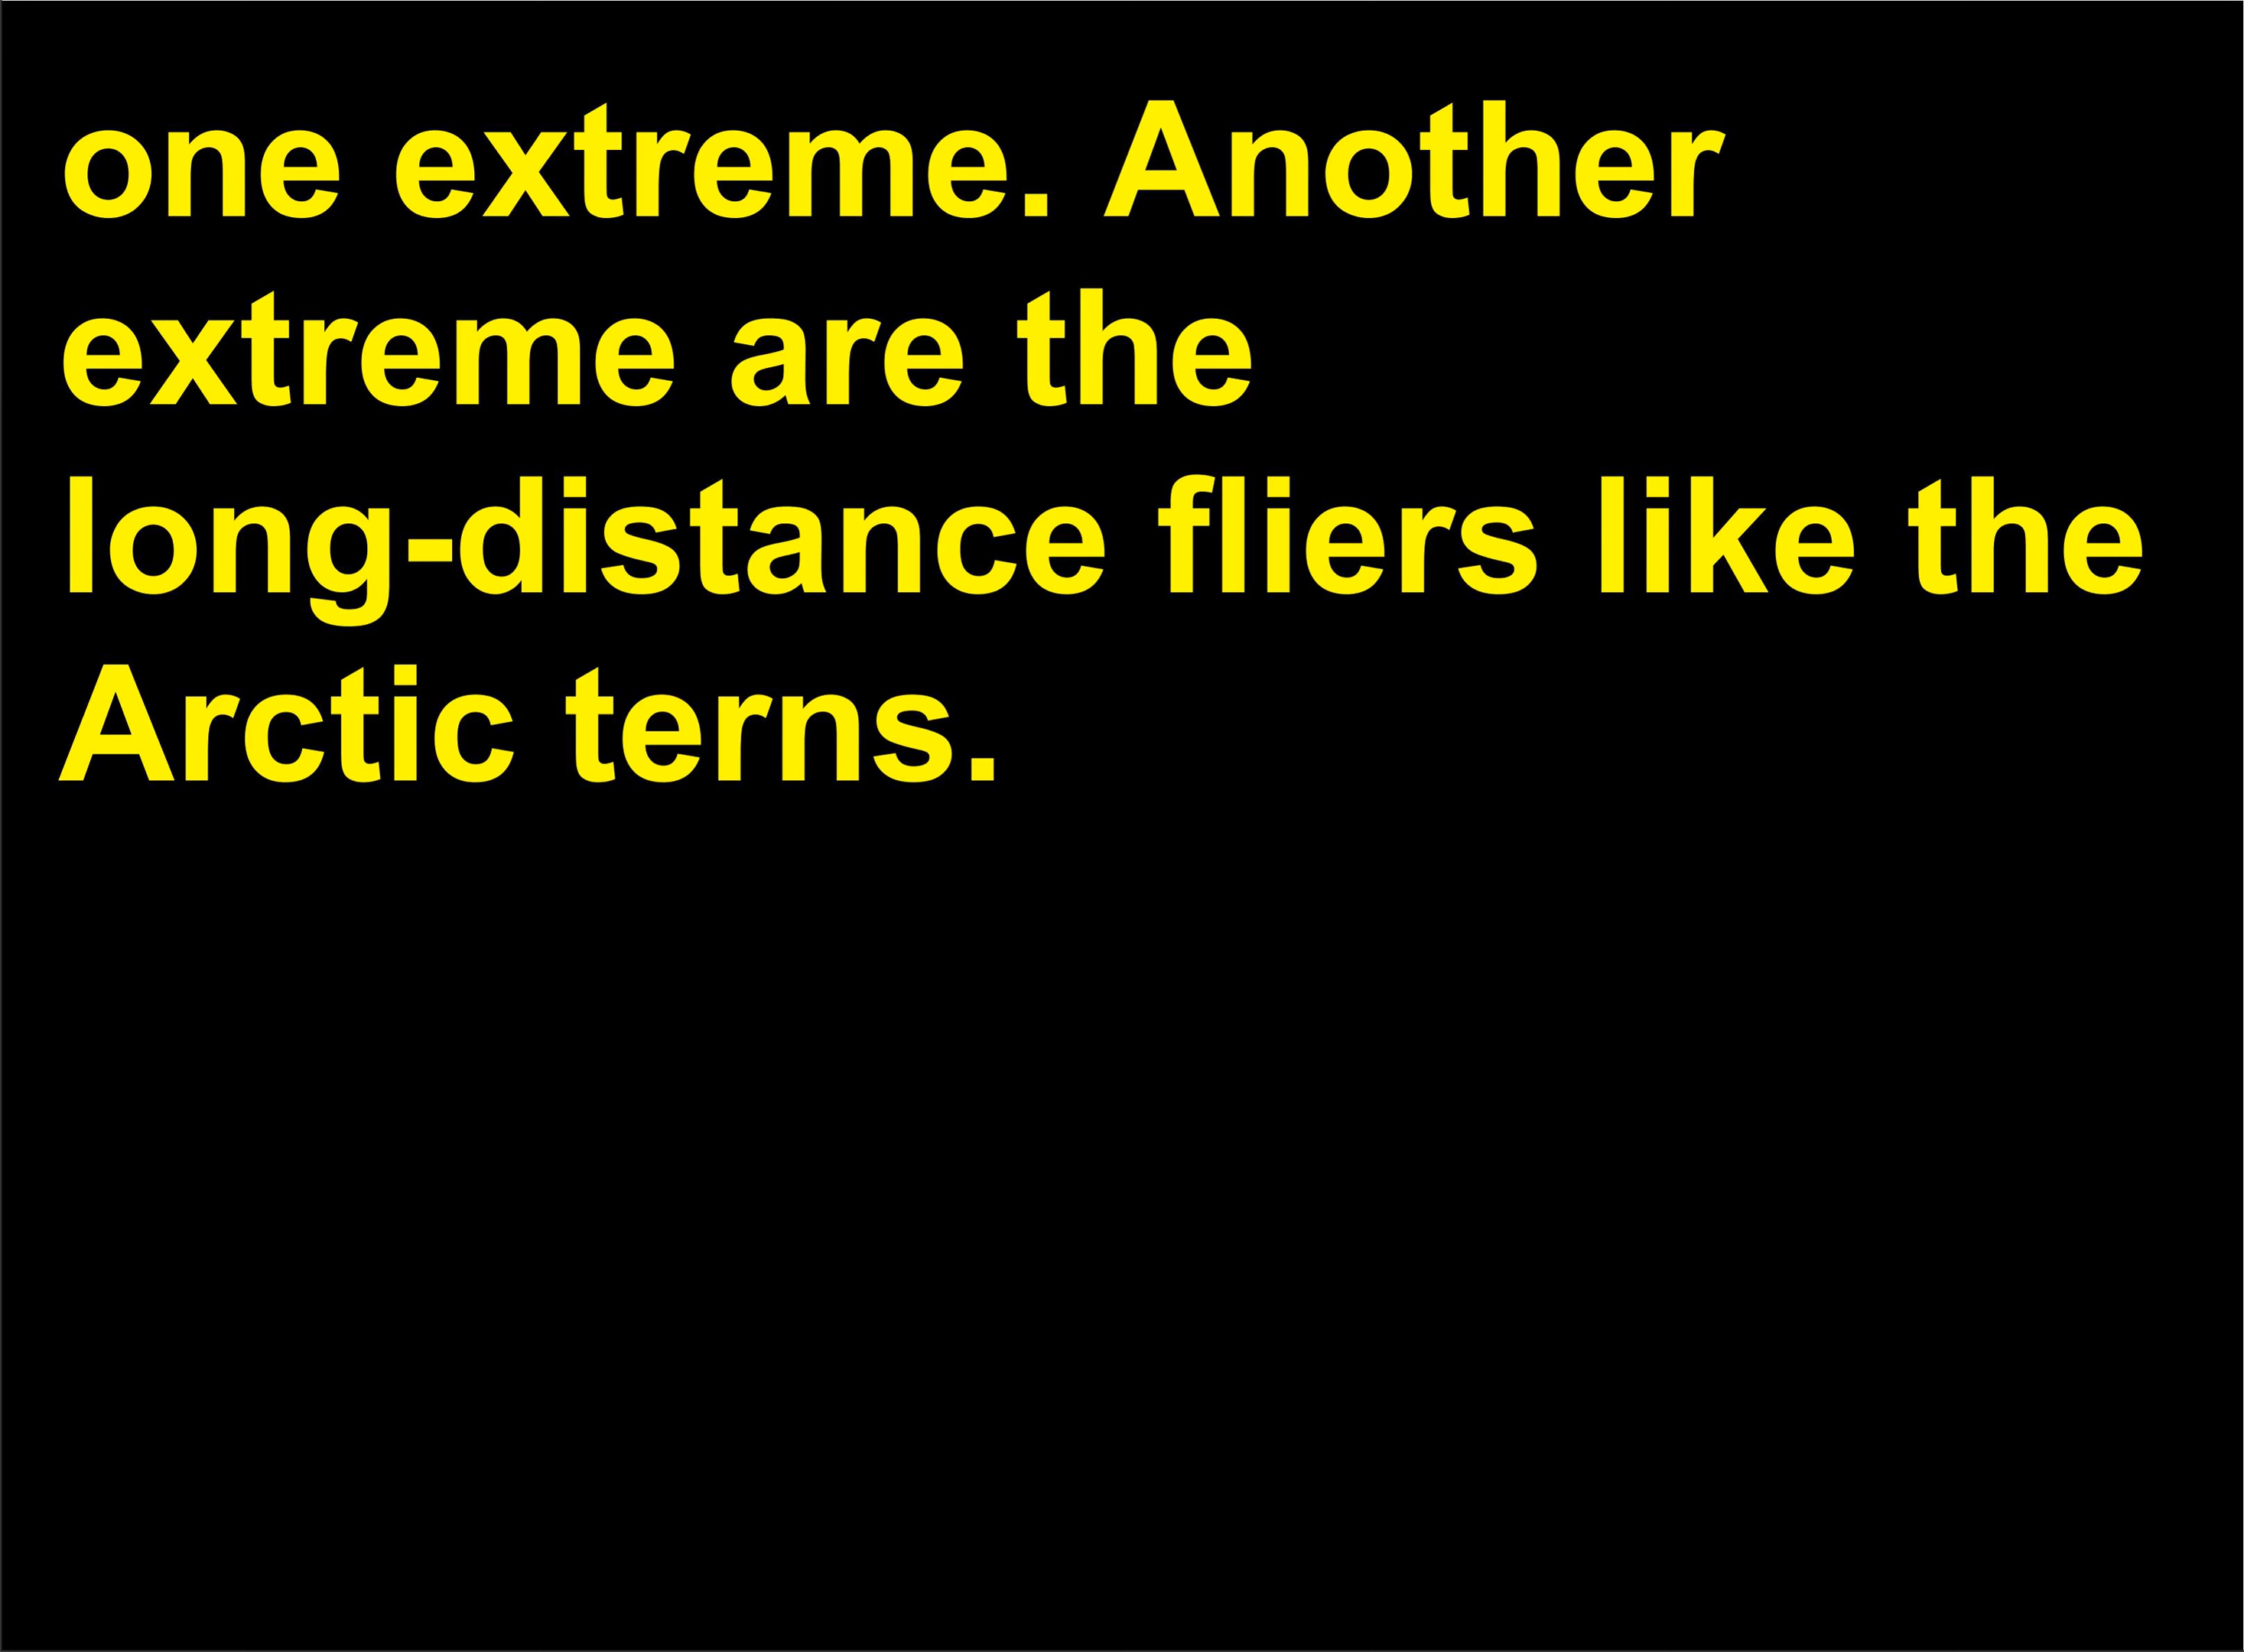 one extreme. Another
extreme are the
long-distance fliers like the
Arctic terns.